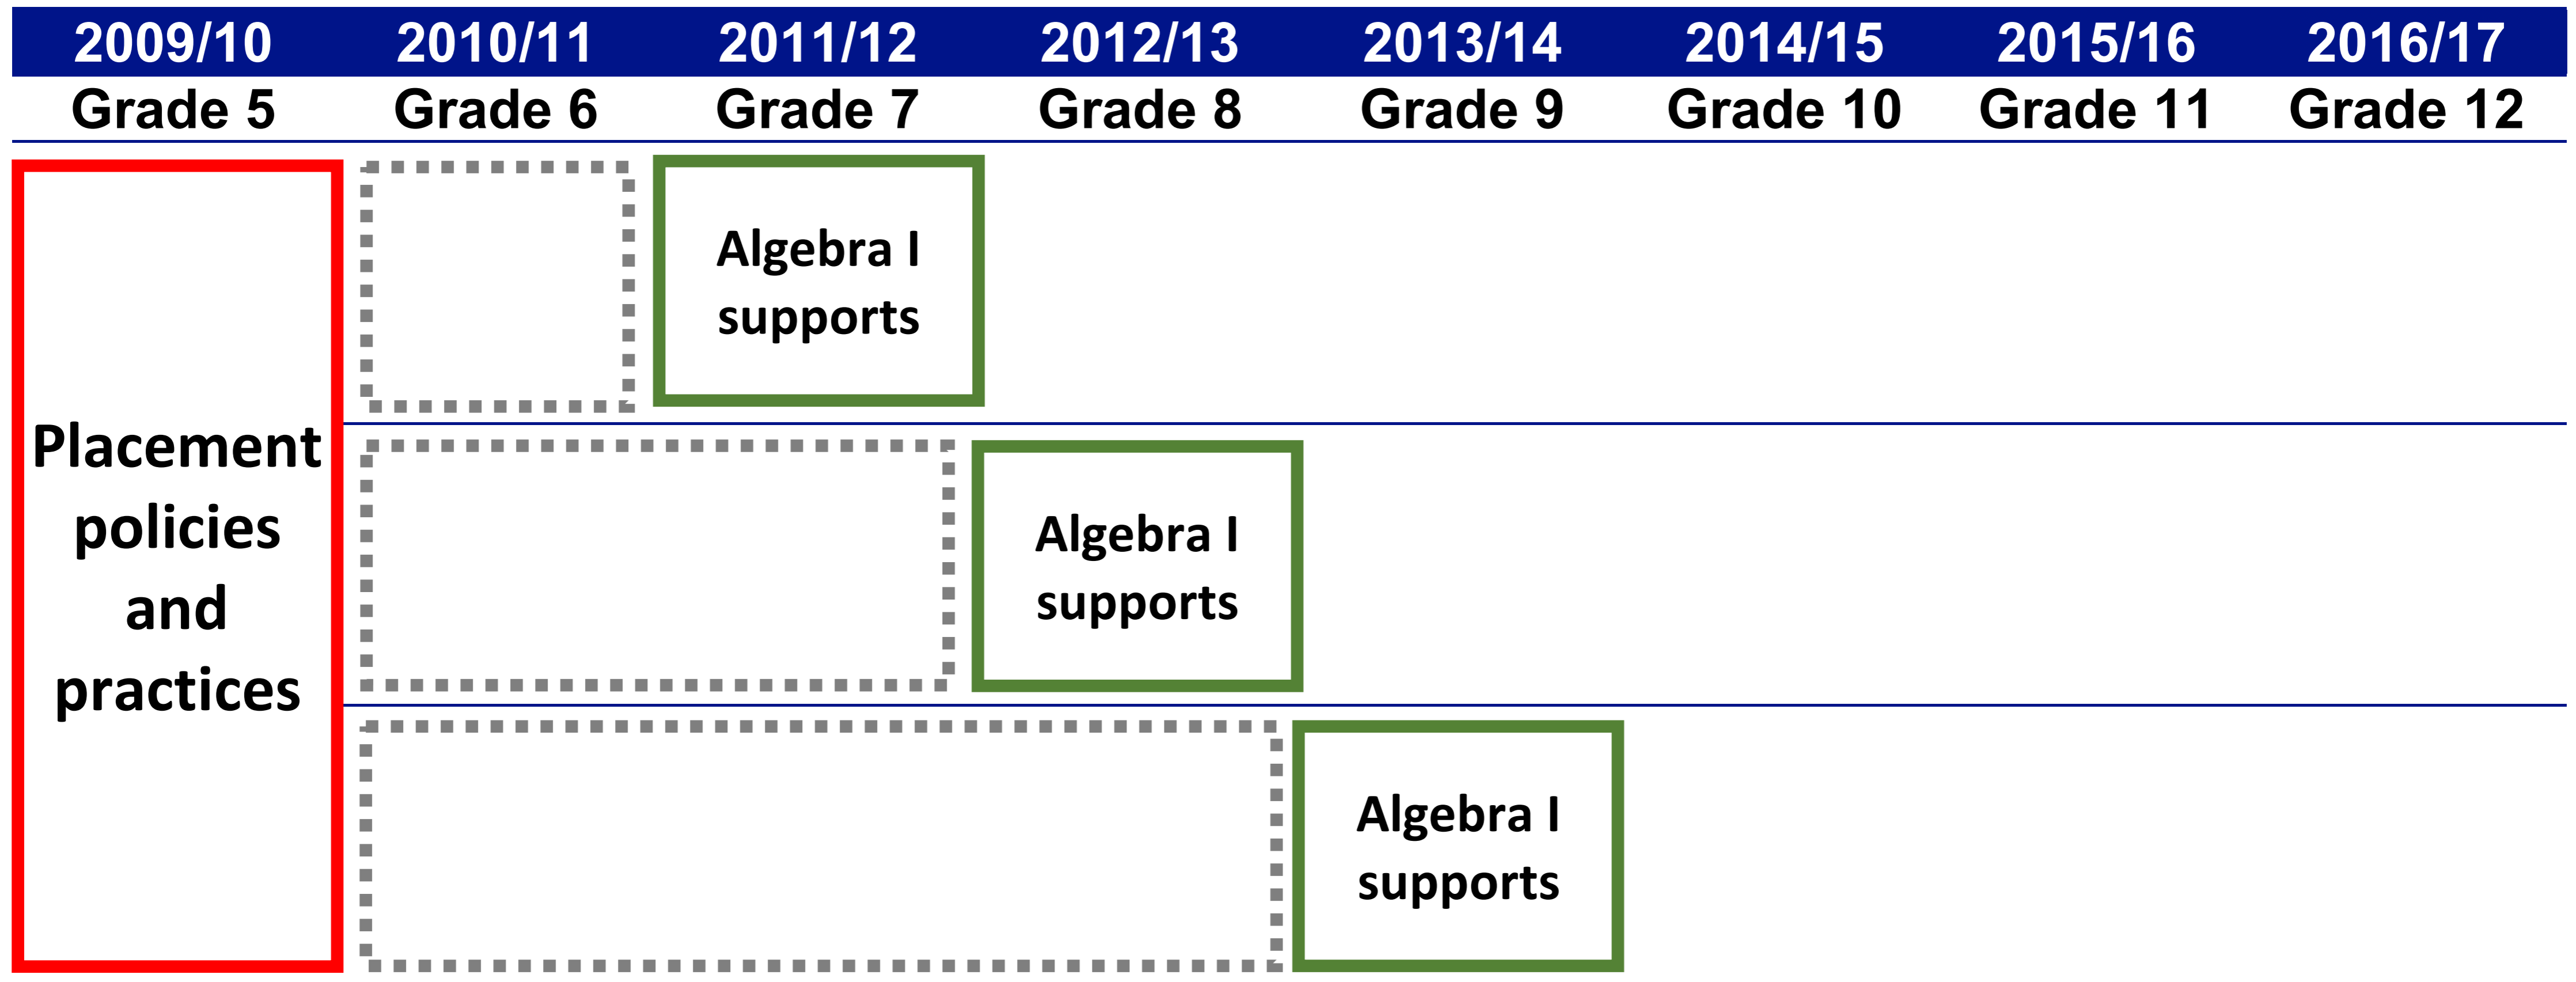 2009/10 2010/11 2011/12 2012/13 2013/14 2014/15 2015/16 2016/17
Grade 5 Grade 6 Grade 7 Grade 8 Grade 9 Grade 10 Grade 11 Grade 12
Placement
policies
and
practices
Algebra I
supports
Algebra I
supports
Algebra I
supports